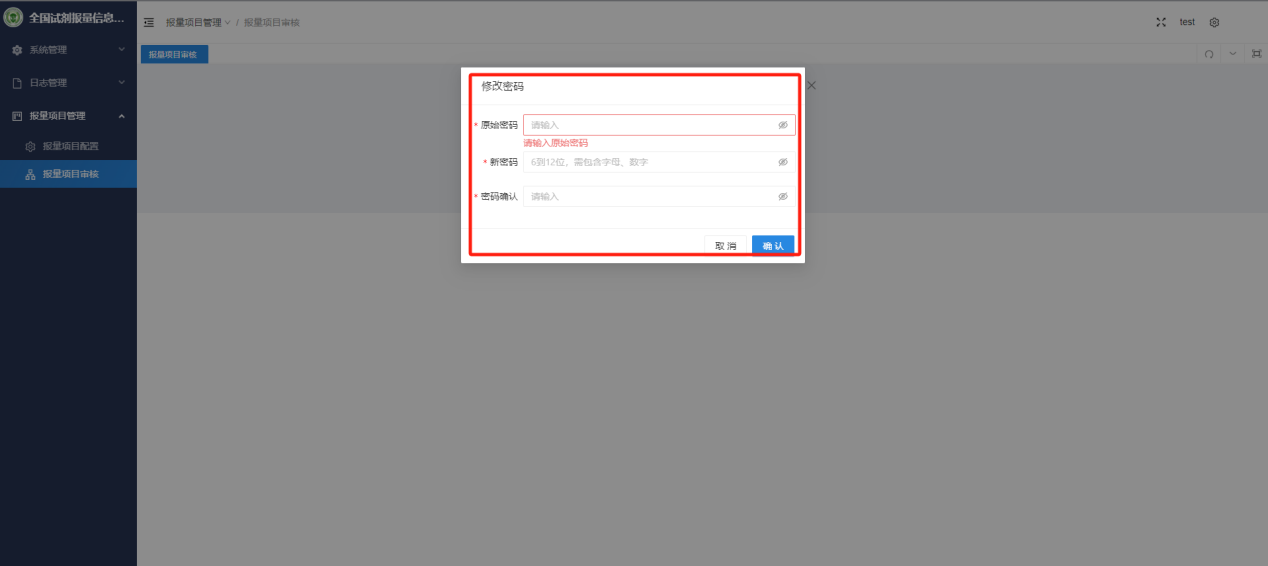 全国试剂报量信息...
报量项目管理 / 报量项目审核
test
系统管理
报量项目审核
日志管理
报量项目管理
报量项目配置
报量项目审核
修改密码
* 原始密码 请输入
请输入原始密码
* 新密码 6到12位，需包含字母、数字
* 密码确认 请输入
取 消 确 认